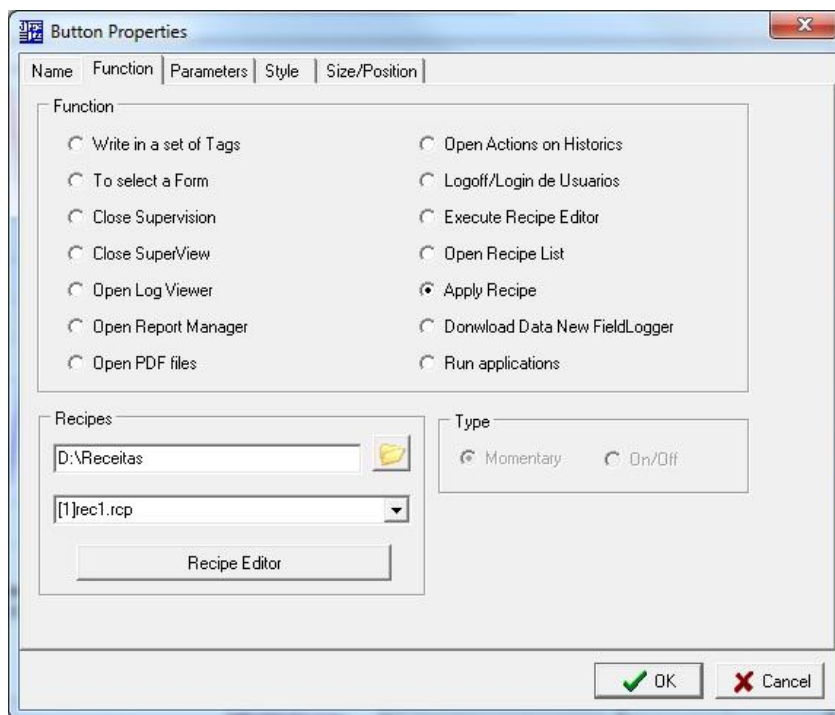 Button Properties
Name Function Parameters Style Size/Position
Function
Write in a set of Tags
To select a Form
Close Supervision
Close SuperView
Open Log Viewer
Open Report Manager
Open PDF files
Open Actions on Historics
Logoff/Login de Usuarios
Execute Recipe Editor
Open Recipe List
Apply Recipe
Donwload Data New FieldLogger
Run applications
Recipes
D:\Receitas
[1]rec1.rcp
Recipe Editor
Type
Momentary On/Off
OK Cancel